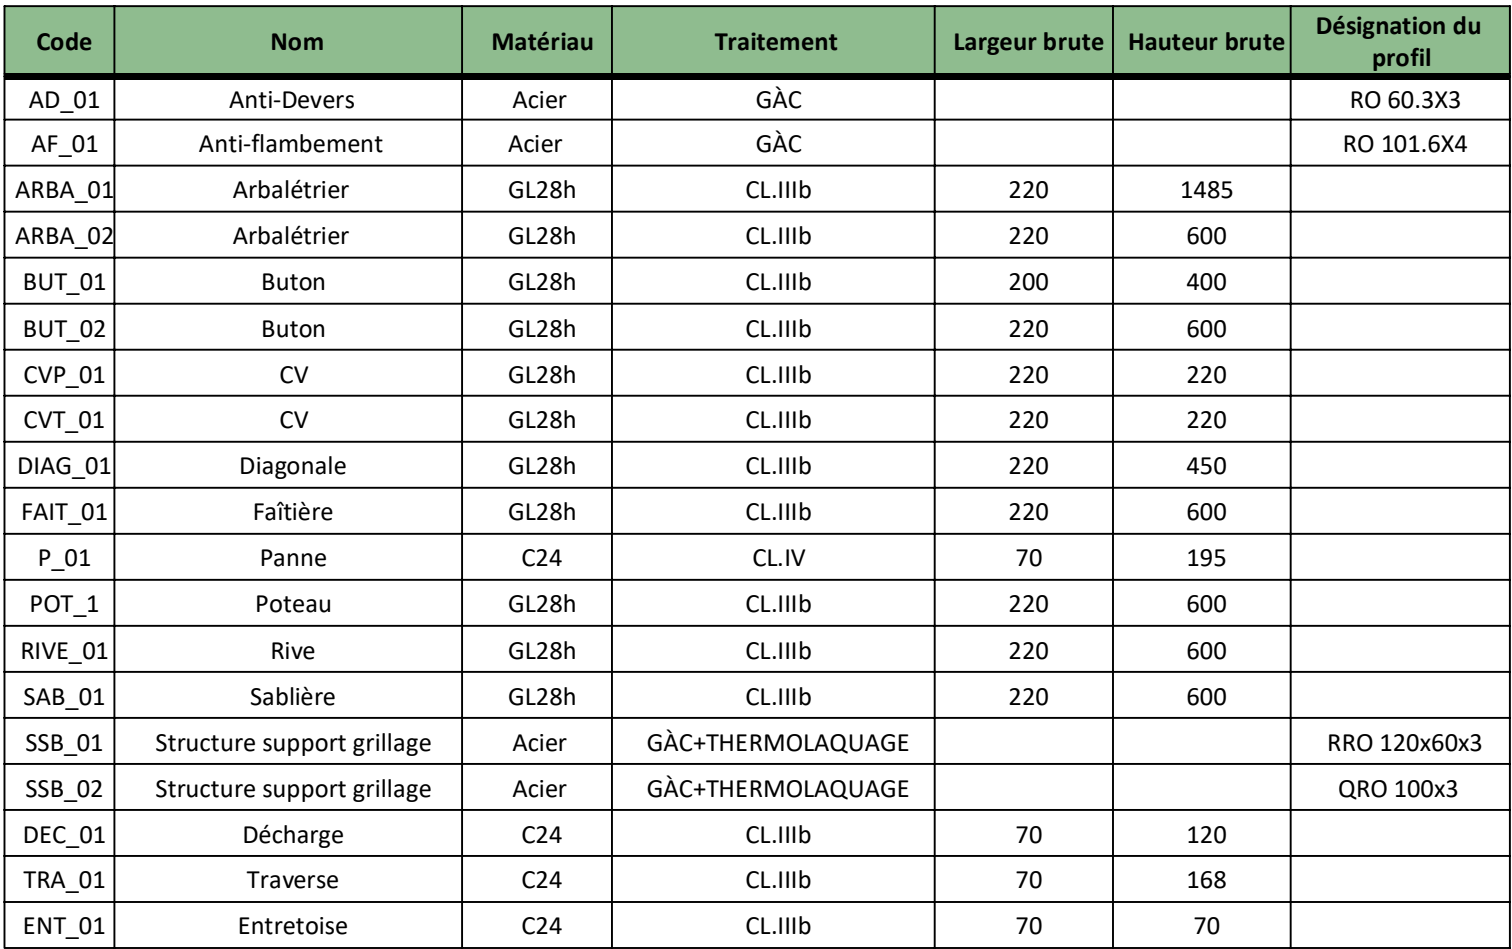 Code Nom Matériau Traitement Largeur brute Hauteur brute Désignation du profil
AD_01 Anti-Devers Acier GÀC RO 60.3X3
AF_01 Anti-flambement Acier GÀC RO 101.6X4
ARBA_01 Arbalétrier GL28h CL.IIIb 220 1485
ARBA_02 Arbalétrier GL28h CL.IIIb 220 600
BUT_01 Buton GL28h CL.IIIb 200 400
BUT_02 Buton GL28h CL.IIIb 220 600
CVP_01 CV GL28h CL.IIIb 220 220
CVT_01 CV GL28h CL.IIIb 220 220
DIAG_01 Diagonale GL28h CL.IIIb 220 450
FAIT_01 Faîtière GL28h CL.IIIb 220 600
P_01 Panne C24 CL.IV 70 195
POT_1 Poteau GL28h CL.IIIb 220 600
RIVE_01 Rive GL28h CL.IIIb 220 600
SAB_01 Sablière GL28h CL.IIIb 220 600
SSB_01 Structure support grillage Acier GÀC+THERMOLAQUAGE RRO 120x60x3
SSB_02 Structure support grillage Acier GÀC+THERMOLAQUAGE QRO 100x3
DEC_01 Décharge C24 CL.IIIb 70 120
TRA_01 Traverse C24 CL.IIIb 70 168
ENT_01 Entretoise C24 CL.IIIb 70 70